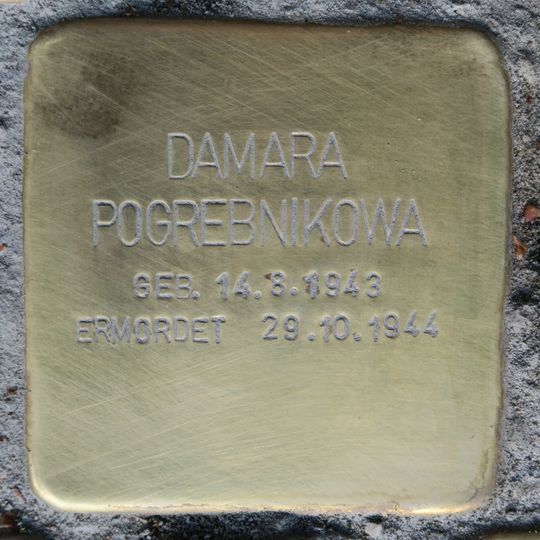 DAMARA
POGREBNIKOWA
GEB. 14.8.1943
ERMORDET 29.10.1944